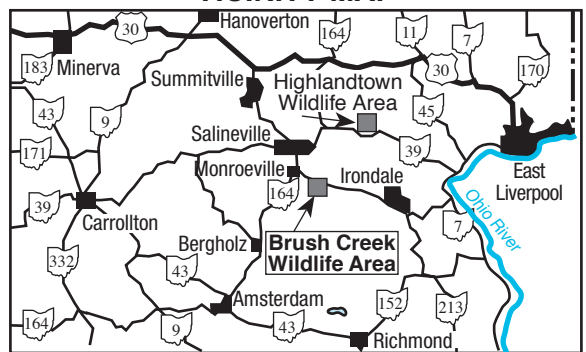 Hanoverton
30
164
11
7
183
Minerva
Summitville
Highlandtown
Wildlife Area
30
170
43
9
45
171
Salineville
39
East
Liverpool
Monroeville
Irondale
164
39
Carrollton
Ohio River
7
Bergholz
Brush Creek
Wildlife Area
332
43
Amsterdam
152
213
164
9
43
Richmond